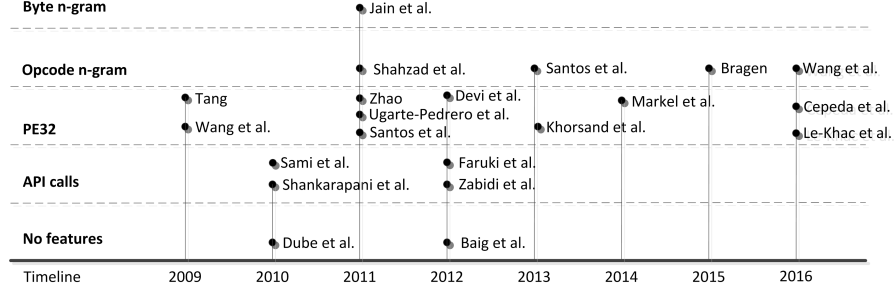 Byte n-gram
Jain et al.
Opcode n-gram
Shahzad et al.
Santos et al.
Bragen
Wang et al.
PE32
Tang
Wang et al.
Zhao
Ugarte-Pedrero et al.
Santos et al.
Devi et al.
Khorsand et al.
Markel et al.
Cepeda et al.
Le-Khac et al.
API calls
Sami et al.
Shankarapani et al.
Faruki et al.
Zabidi et al.
No features
Dube et al.
Baig et al.
Timeline 2009 2010 2011 2012 2013 2014 2015 2016